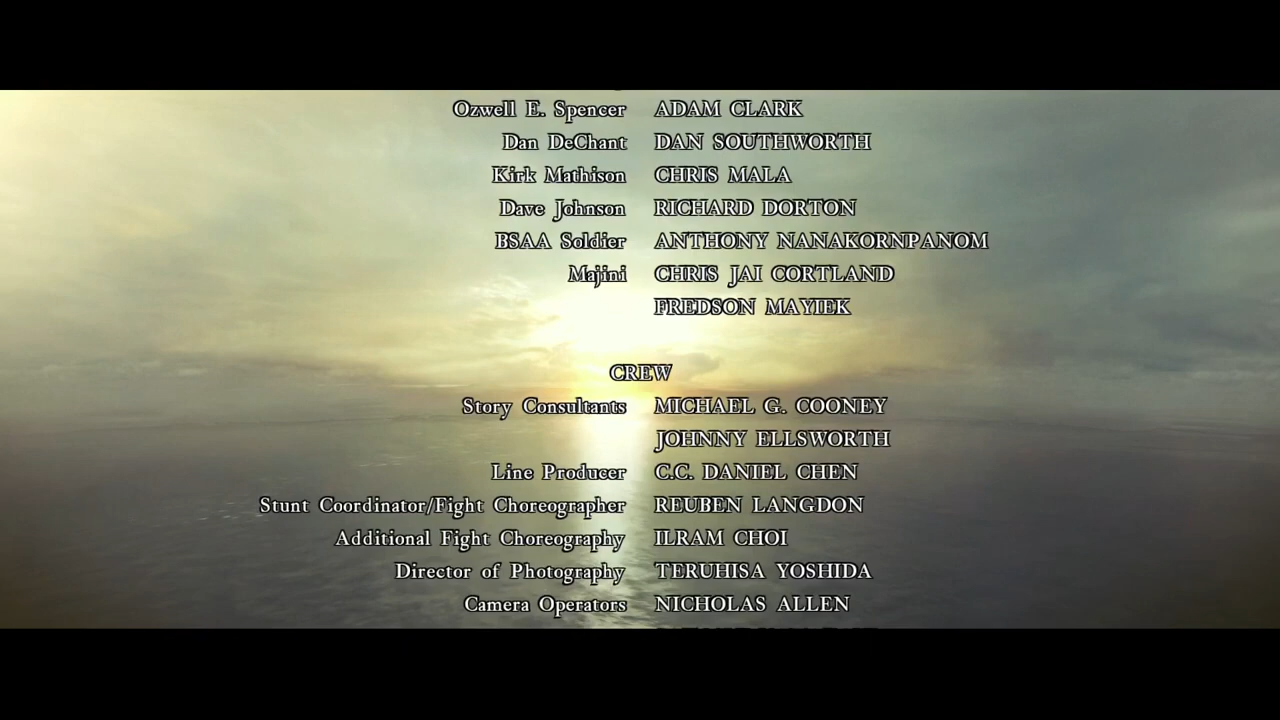 Ozwell E. Spencer ADAM CLARK
Dan DeChant DAN SOUTHWORTH
Kirk Mathison CHRIS MALA
Dave Johnson RICHARD DORTON
BSAA Soldier ANTHONY NANAKORNPANOM
Majini CHRIS JAI CORTLAND
FREDSON MAYIEK
CREW
Story Consultants MICHAEL G. COONEY
JOHNNY ELLSWORTH
Line Producer C.C. DANIEL CHEN
Stunt Coordinator/Fight Choreographer REUBEN LANGDON
Additional Fight Choreography ILRAM CHOI
Director of Photography TERUHISA YOSHIDA
Camera Operators NICHOLAS ALLEN